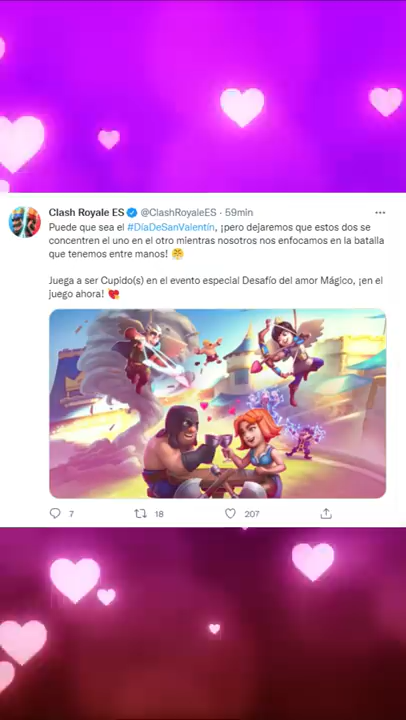 Clash Royale ES @ClashRoyaleES · 59min
Puede que sea el #DíaDeSanValentín, ¡pero dejaremos que estos dos se
concentren el uno en el otro mientras nosotros nos enfocamos en la batalla
que tenemos entre manos! 😤
Juega a ser Cupido(s) en el evento especial Desafío del amor Mágico, ¡en el
juego ahora! 💘
7 18 207